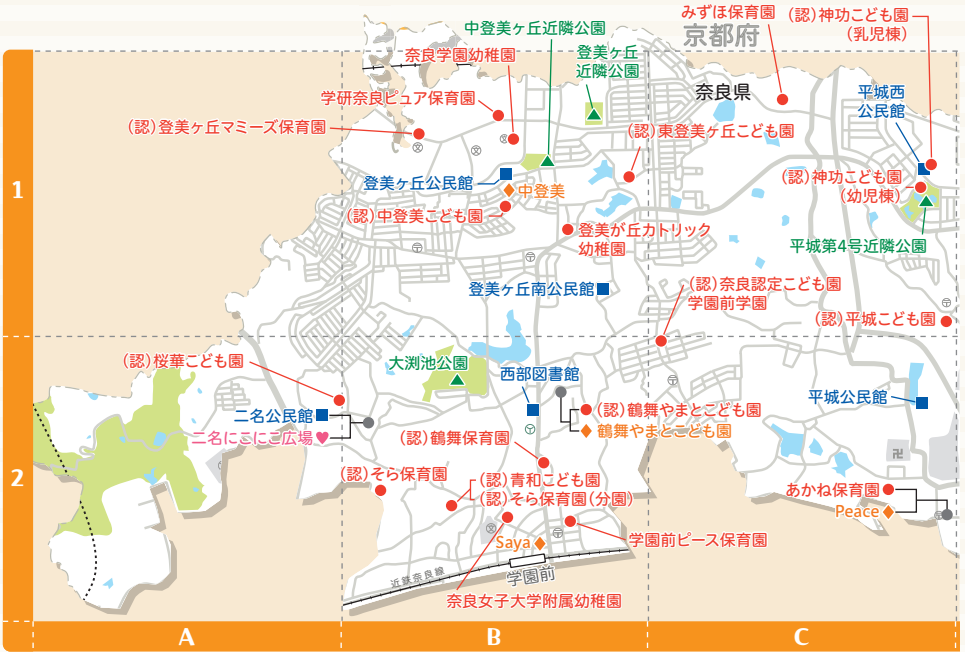 みずほ保育園
(認)神功こども園
(乳児棟)
京都府
中登美ヶ丘近隣公園
奈良学園幼稚園
登美ヶ丘
近隣公園
奈良県
平城西
公民館
学研奈良ピュア保育園
(認)登美ヶ丘マミーズ保育園
(認)東登美ヶ丘こども園
1
登美ヶ丘公民館
中登美
(認)神功こども園
(幼児棟)
(認)中登美こども園
登美が丘カトリック
幼稚園
平城第4号近隣公園
登美ヶ丘南公民館
(認)奈良認定こども園
学園前学園
(認)平城こども園
(認)桜華こども園
大渕池公園
西部図書館
平城公民館
二名公民館
二名にこにこ広場
(認)鶴舞やまとこども園
鶴舞やまとこども園
(認)鶴舞保育園
2
(認)そら保育園
(認)青和こども園
(認)そら保育園(分園)
あかね保育園
Peace
Saya
学園前ピース保育園
近鉄奈良線
学園前
奈良女子大学附属幼稚園
A
B
C